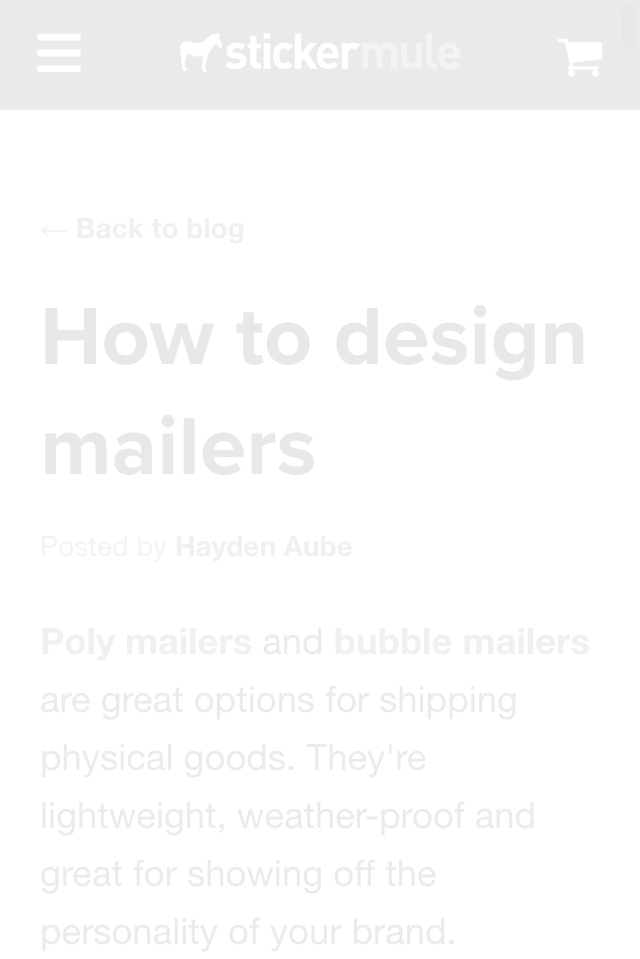 stickermule
← Back to blog
How to design
mailers
Posted by Hayden Aube
Poly mailers and bubble mailers
are great options for shipping
physical goods. They're
lightweight, weather-proof and
great for showing off the
personality of your brand.